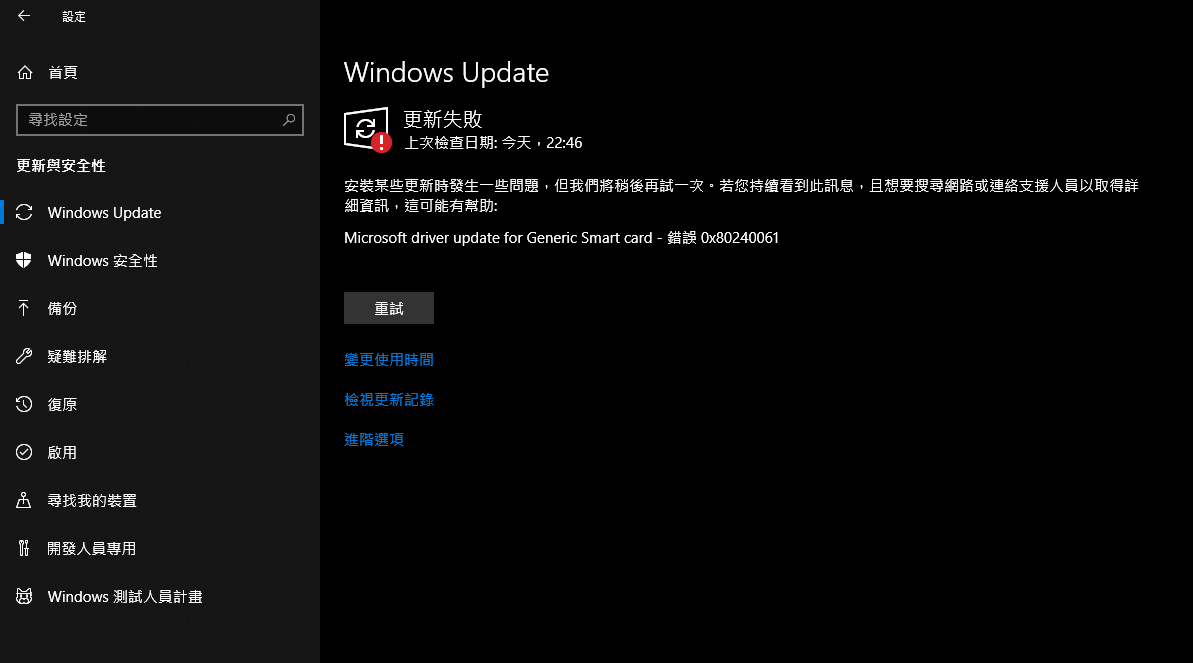 設定
首頁
尋找設定
更新與安全性
Windows Update
Windows 安全性
備份
疑難排解
復原
啟用
尋找我的裝置
開發人員專用
Windows 測試人員計畫
Windows Update
更新失敗
上次檢查日期: 今天，22:46
安裝某些更新時發生一些問題，但我們將稍後再試一次。若您持續看到此訊息，且想要搜尋網路或連絡支援人員以取得詳
細資訊，這可能有幫助:
Microsoft driver update for Generic Smart card - 錯誤 0x80240061
重試
變更使用時間
檢視更新記錄
進階選項